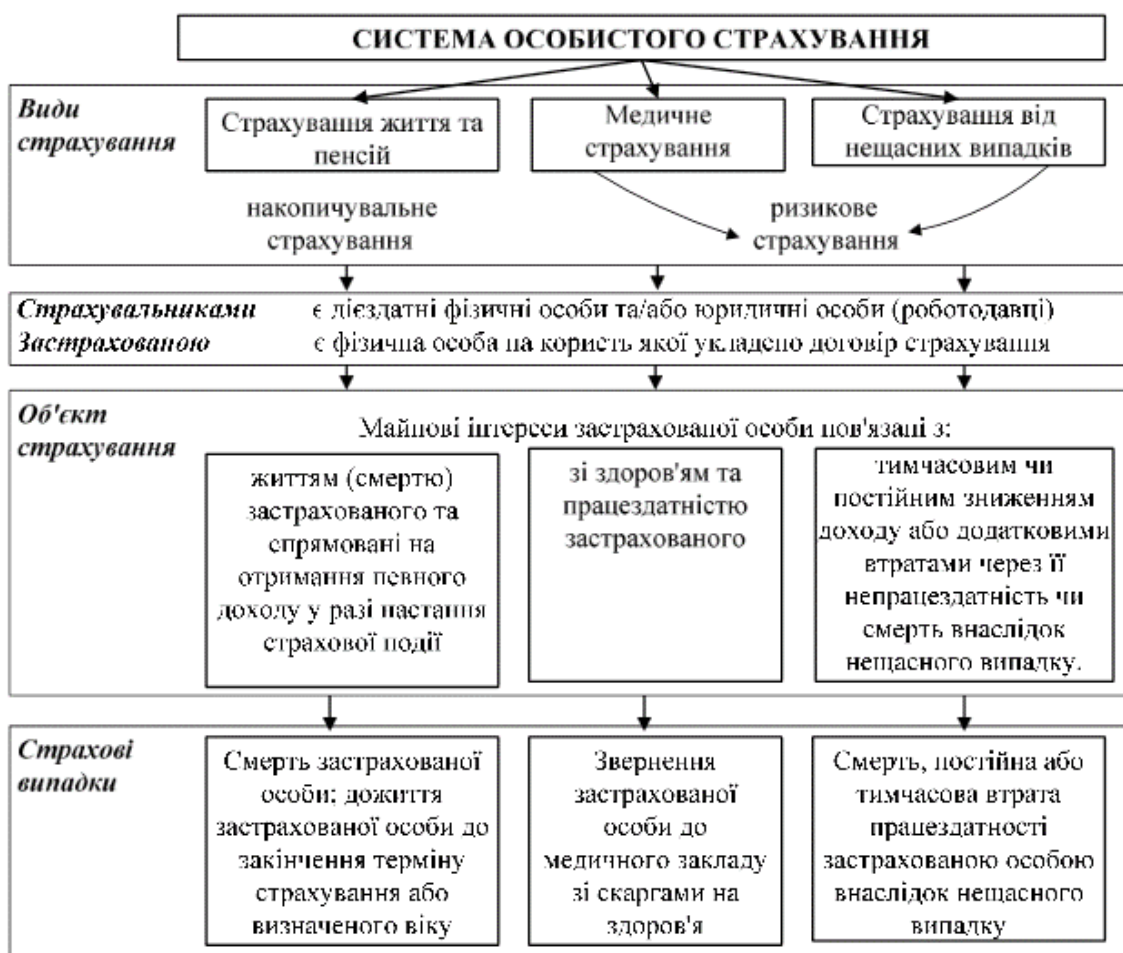 СИСТЕМА ОСОБИСТОГО СТРАХУВАННЯ
Види
страхування
Страхування життя та
пенсій
Медичне
страхування
Страхування від
нещасних випадків
накопичувальне
страхування
ризикове
страхування
Страхувальниками є дієздатні фізичні особи та/або юридичні особи (роботодавці)
Застрахованою є фізична особа на користь якої укладено договір страхування
Об'єкт
страхування
Майнові інтереси застрахованої особи пов'язані з:
життям (смертю)
застрахованого та
спрямовані на
отримання певного
доходу у разі настання
страхової події
зі здоров'ям та
працездатністю
застрахованого
тимчасовим чи
постійним зниженням
доходу або додатковими
втратами через її
непрацездатність чи
смерть внаслідок
нещасного випадку.
Страхові
випадки
Смерть застрахованої
особи; дожиття
застрахованої особи до
закінчення терміну
страхування або
визначеного віку
Звернення
застрахованої
особи до
медичного закладу
зі скаргами на
здоров'я
Смерть, постійна або
тимчасова втрата
працездатності
застрахованою особою
внаслідок нещасного
випадку